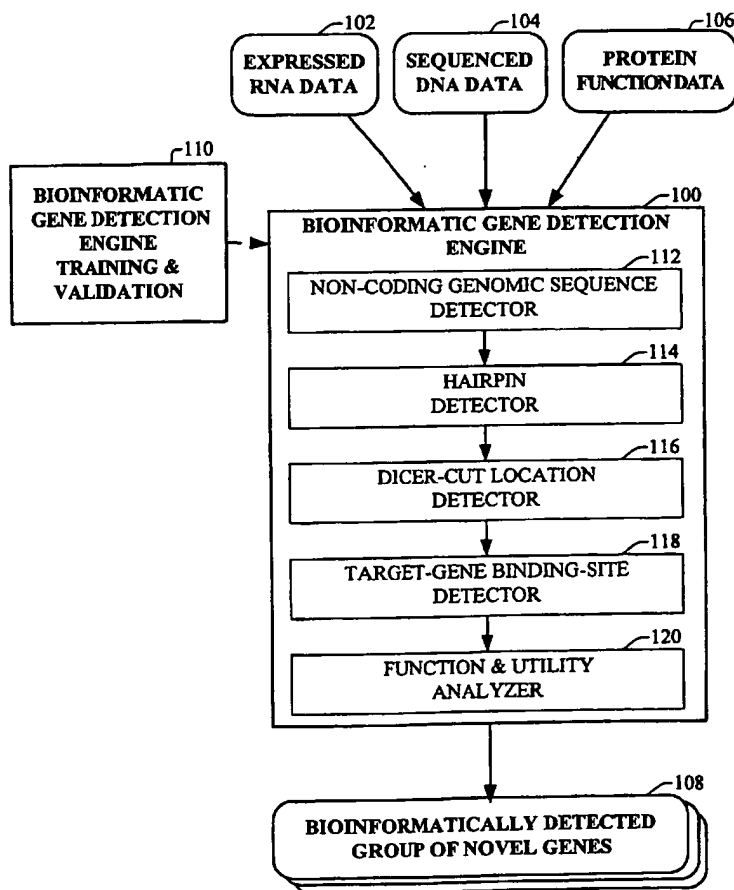 102
104
106
EXPRESSED
RNA DATA
SEQUENCED
DNA DATA
PROTEIN
FUNCTION DATA
110
BIOINFORMATIC
GENE DETECTION
ENGINE
TRAINING &
VALIDATION
100
BIOINFORMATIC GENE DETECTION
ENGINE
112
NON-CODING GENOMIC SEQUENCE
DETECTOR
114
HAIRPIN
DETECTOR
116
DICER-CUT LOCATION
DETECTOR
118
TARGET-GENE BINDING-SITE
DETECTOR
120
FUNCTION & UTILITY
ANALYZER
108
BIOINFORMATICALLY DETECTED
GROUP OF NOVEL GENES